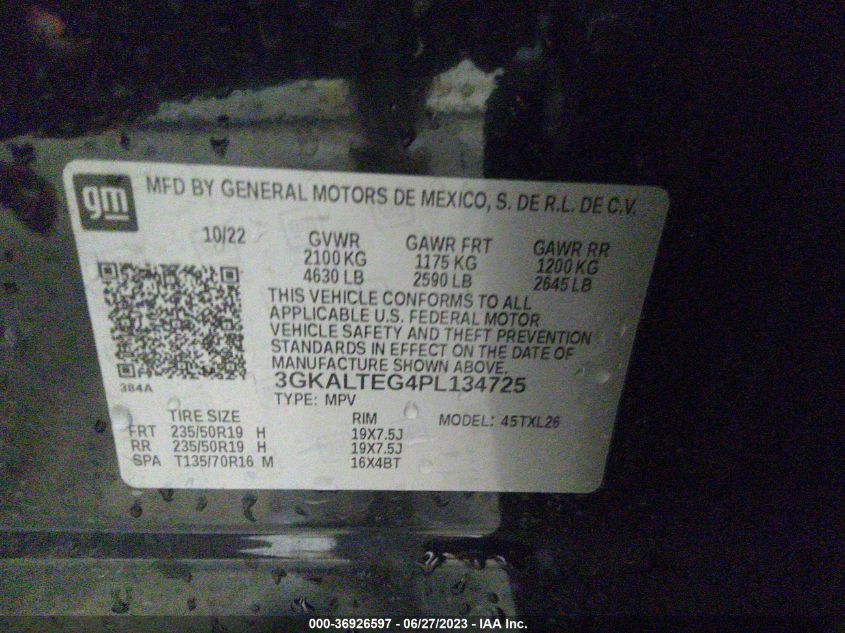 gm
MFD BY GENERAL MOTORS DE MEXICO, S. DE R.L. DE C.V.
10/22 GVWR GAWR FRT GAWR RR
2100 KG 1175 KG 1200 KG
4630 LB 2590 LB 2645 LB
THIS VEHICLE CONFORMS TO ALL
APPLICABLE U.S. FEDERAL MOTOR
VEHICLE SAFETY AND THEFT PREVENTION
STANDARDS IN EFFECT ON THE DATE OF
MANUFACTURE SHOWN ABOVE.
384A
3GKALTEG4PL134725
TYPE: MPV
TIRE SIZE RIM MODEL: 45TXL26
FRT 235/50R19 H 19X7.5J
RR 235/50R19 H 19X7.5J
SPA T135/70R16 M 16X4BT
000-36926597 - 06/27/2023 - IAA Inc.